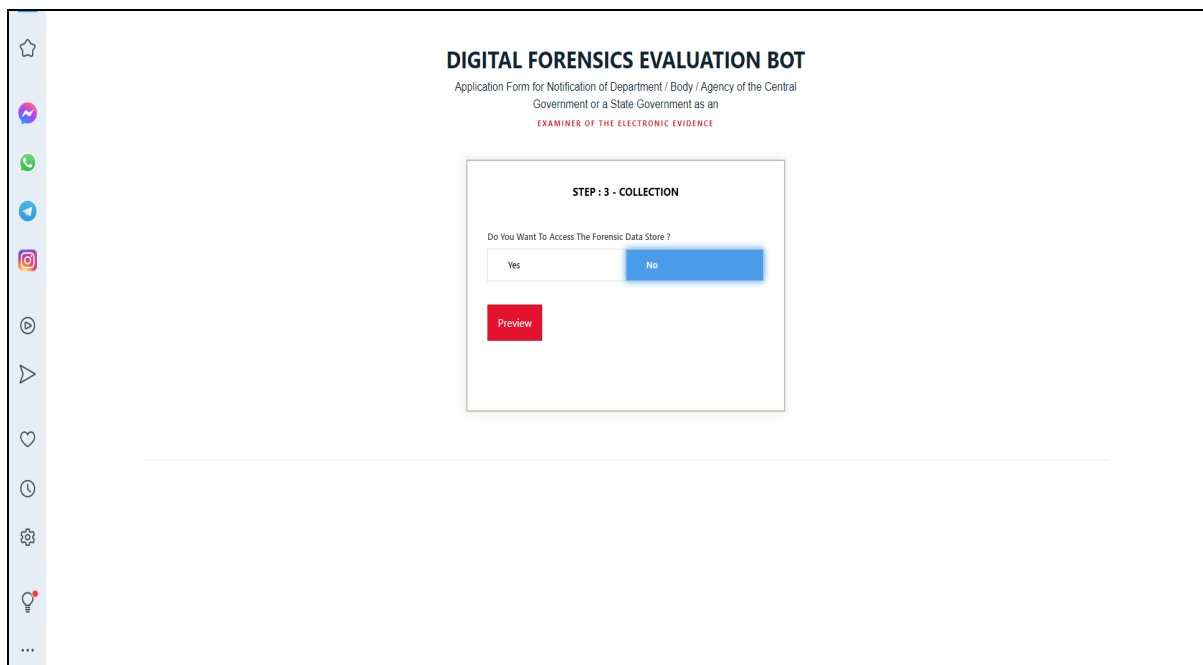 DIGITAL FORENSICS EVALUATION BOT
Application Form for Notification of Department / Body / Agency of the Central
Government or a State Government as an
EXAMINER OF THE ELECTRONIC EVIDENCE
STEP : 3 - COLLECTION
Do You Want To Access The Forensic Data Store ?
Yes
No
Preview